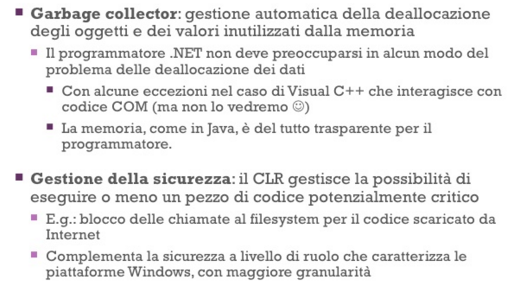 Garbage collector: gestione automatica della deallocazione
degli oggetti e dei valori inutilizzati dalla memoria
Il programmatore .NET non deve preoccuparsi in alcun modo del
problema delle deallocazione dei dati
Con alcune eccezioni nel caso di Visual C++ che interagisce con
codice COM (ma non lo vedremo ☺)
La memoria, come in Java, è del tutto trasparente per il
programmatore.
Gestione della sicurezza: il CLR gestisce la possibilità di
eseguire o meno un pezzo di codice potenzialmente critico
E.g.: blocco delle chiamate al filesystem per il codice scaricato da
Internet
Complementa la sicurezza a livello di ruolo che caratterizza le
piattaforme Windows, con maggiore granularità